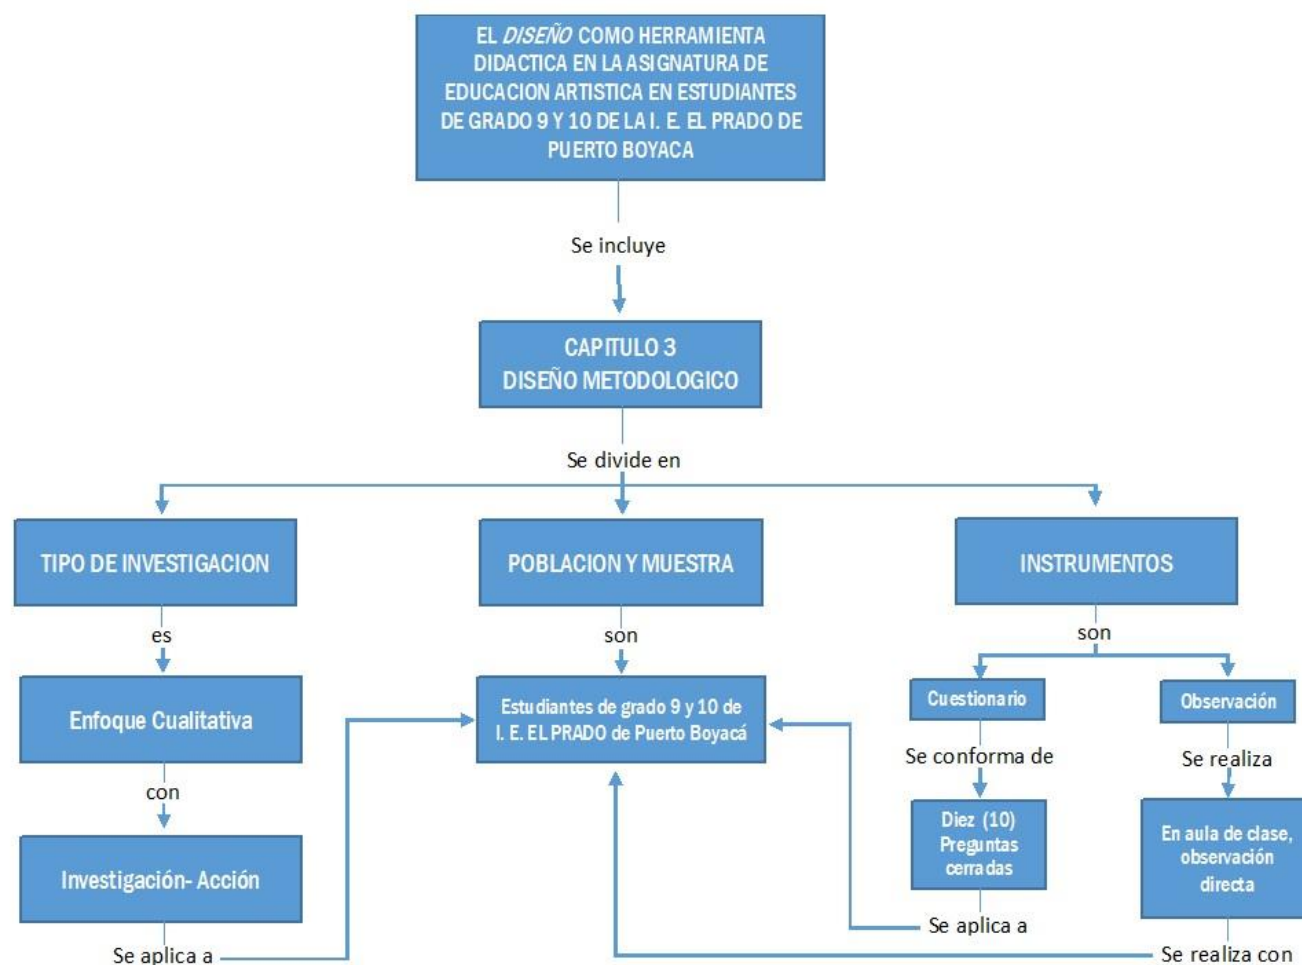 EL DISEÑO COMO HERRAMIENTA
DIDACTICA EN LA ASIGNATURA DE
EDUCACION ARTISTICA EN ESTUDIANTES
DE GRADO 9 Y 10 DE LA I. E. EL PRADO DE
PUERTO BOYACA
Se incluye
CAPITULO 3
DISEÑO METODOLOGICO
Se divide en
TIPO DE INVESTIGACION
POBLACION Y MUESTRA
INSTRUMENTOS
es
son
son
Enfoque Cualitativa
Estudiantes de grado 9 y 10 de
I. E. EL PRADO de Puerto Boyacá
Cuestionario
Observación
Se conforma de
Se realiza
con
Diez (10)
Preguntas
cerradas
En aula de clase,
observación
directa
Investigación- Acción
Se aplica a
Se aplica a
Se realiza con